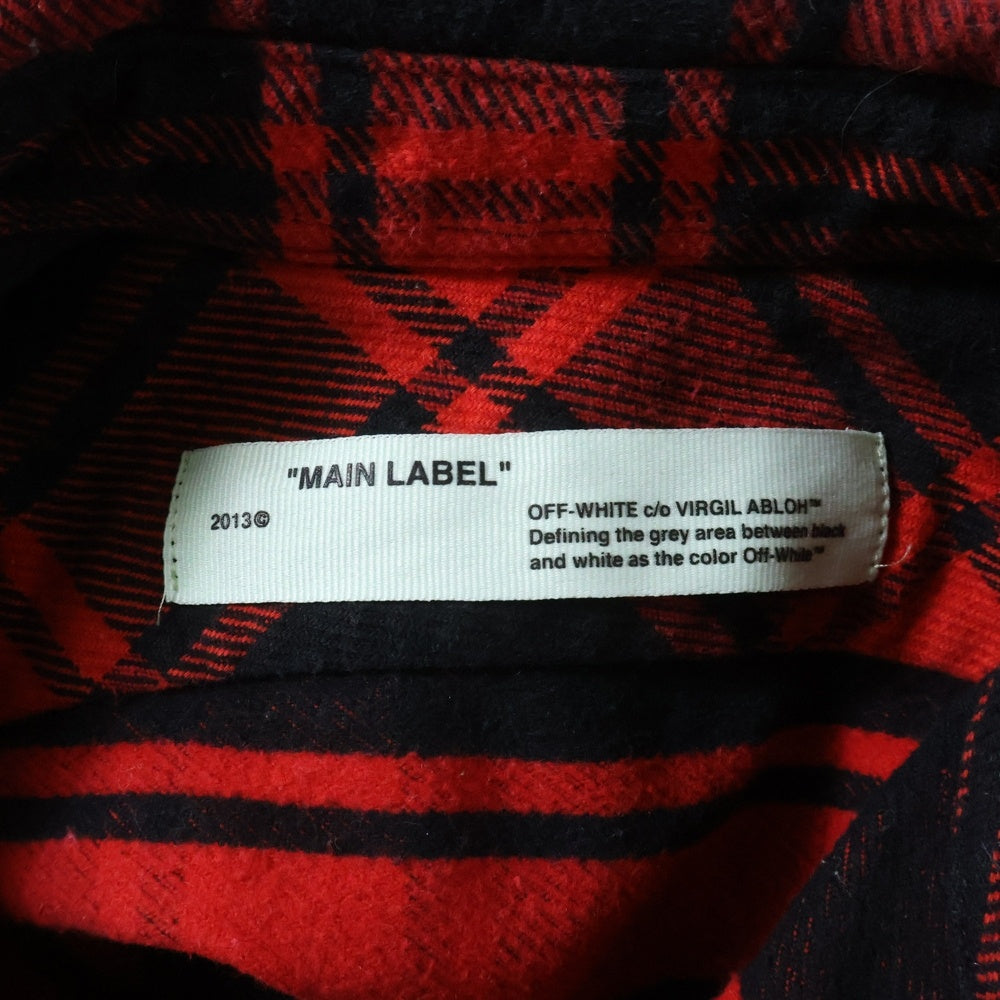 "MAIN LABEL"
2013©
OFF-WHITE c/o VIRGIL ABLOH™
Defining the grey area between black
and white as the color Off-White™